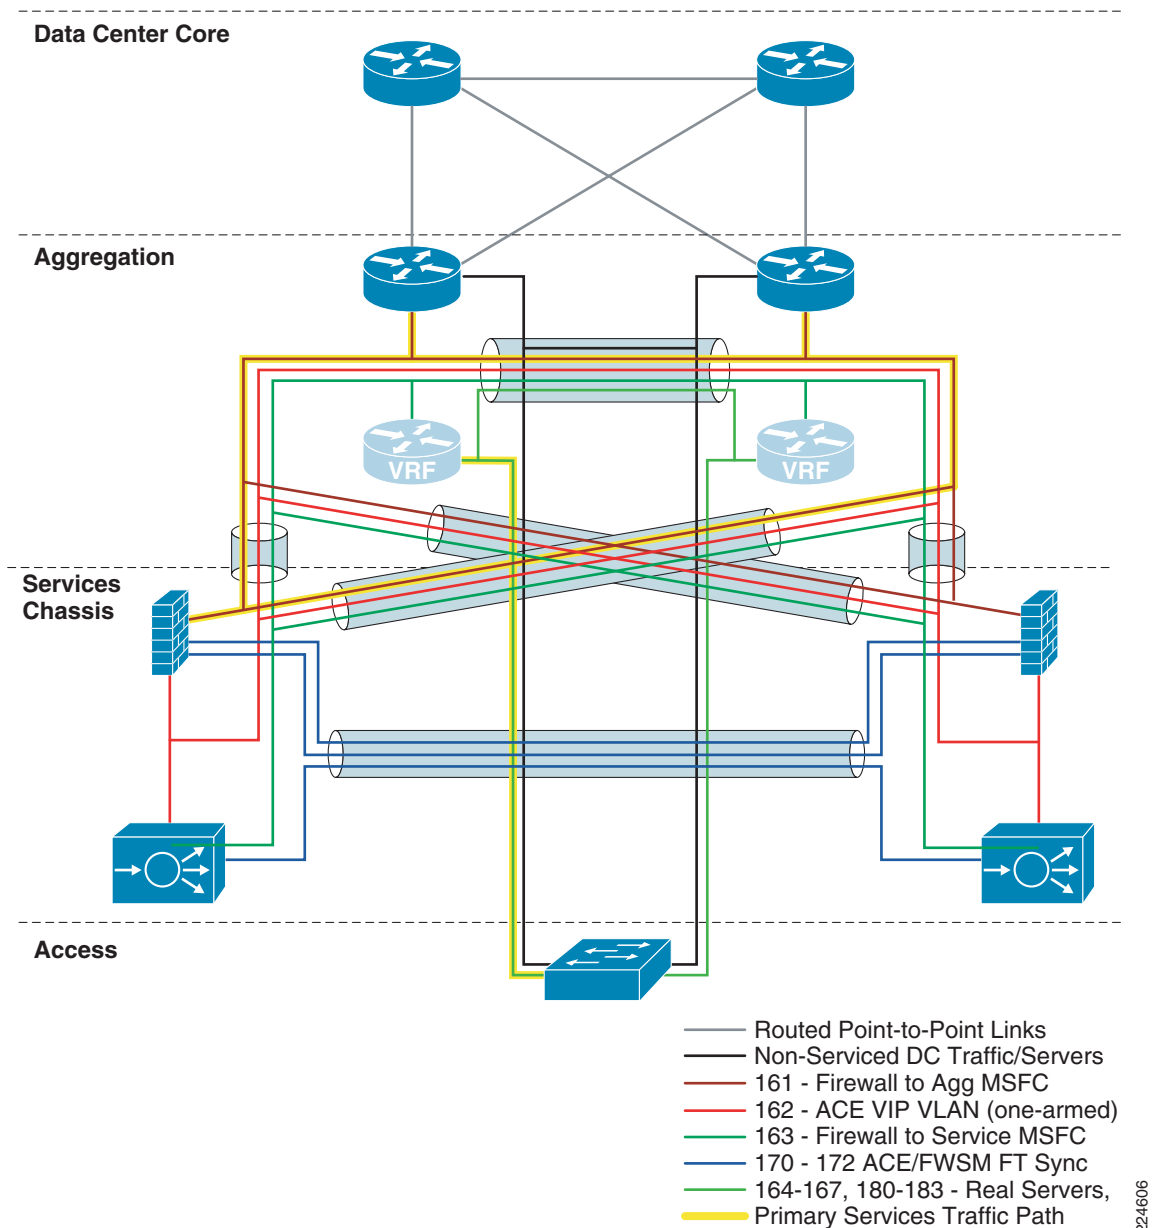 Data Center Core
Aggregation
VRF
VRF
Services
Chassis
Access
Routed Point-to-Point Links
Non-Serviced DC Traffic/Servers
161 - Firewall to Agg MSFC
162 - ACE VIP VLAN (one-armed)
163 - Firewall to Service MSFC
170 - 172 ACE/FWSM FT Sync
164-167, 180-183 - Real Servers,
Primary Services Traffic Path
224606